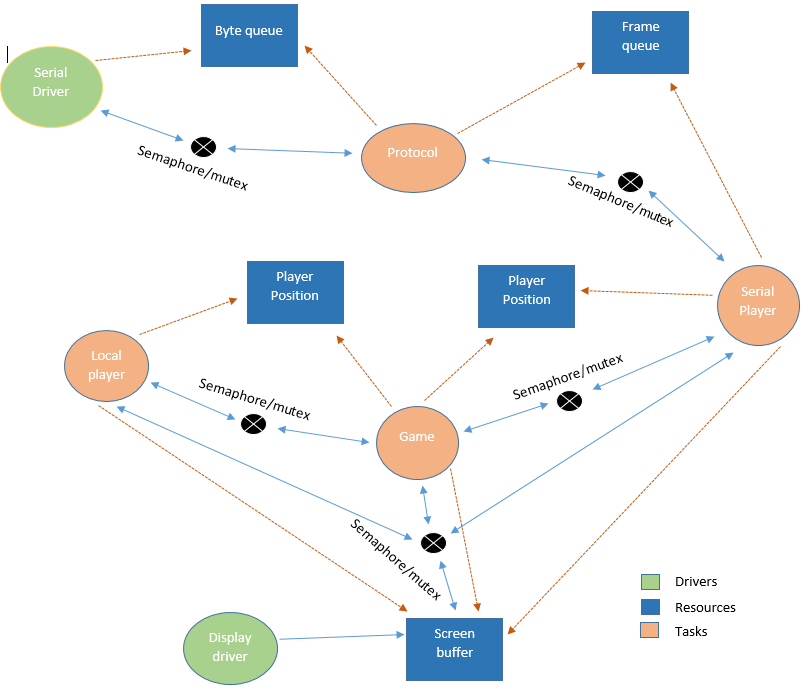 Byte queue
Frame
queue
Serial
Driver
Protocol
Semaphore/mutex
Semaphore/mutex
Player
Position
Player
Position
Serial
Player
Local
player
Semaphore/mutex
Semaphore/mutex
Game
Semaphore/mutex
Display
driver
Screen
buffer
Drivers
Resources
Tasks